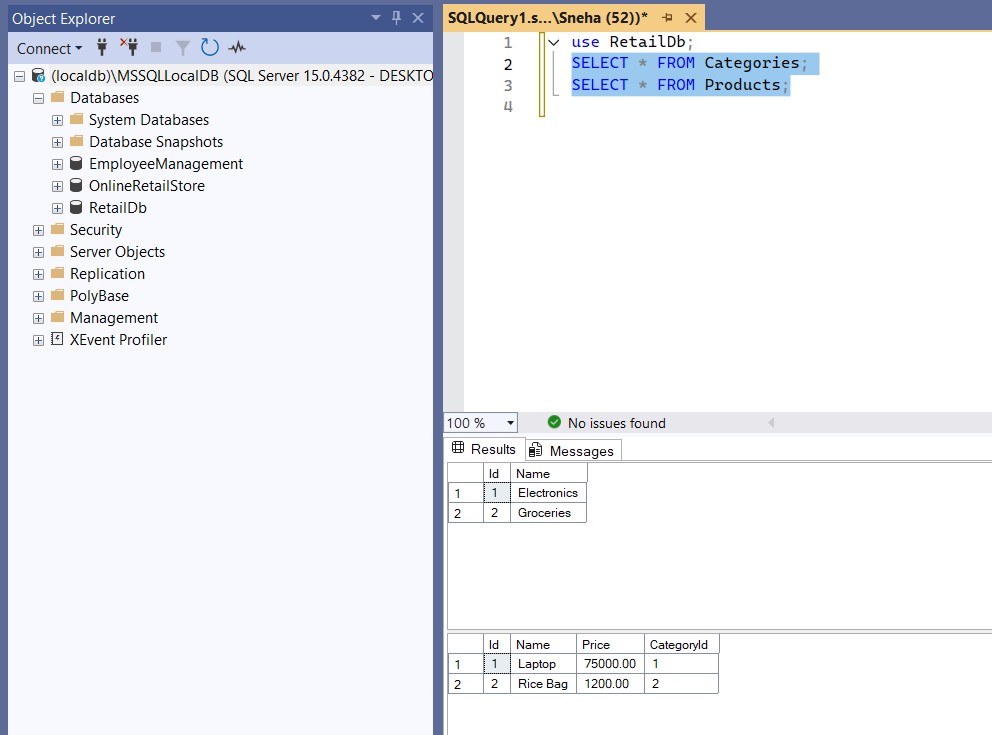 Object Explorer
Connect
(localdb)\MSSQLLocalDB (SQL Server 15.0.4382 - DESKTO
Databases
System Databases
Database Snapshots
EmployeeManagement
OnlineRetailStore
RetailDb
Security
Server Objects
Replication
PolyBase
Management
XEvent Profiler
SQLQuery1.s...\Sneha (52))*
1 use RetailDb;
2 SELECT * FROM Categories;
3 SELECT * FROM Products;
4
100 % No issues found
Results Messages
Id Name
1 1 Electronics
2 2 Groceries
Id Name Price CategoryId
1 1 Laptop 75000.00 1
2 2 Rice Bag 1200.00 2